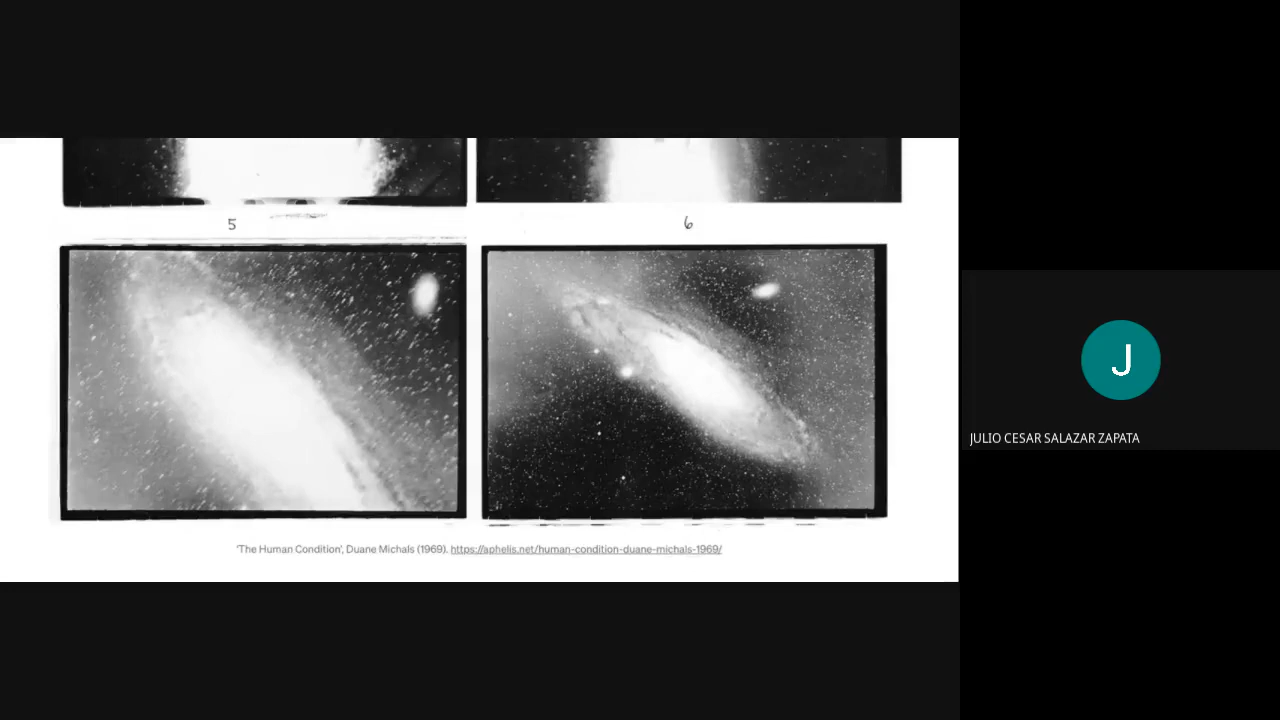 5
6
'The Human Condition', Duane Michals (1969). https://aphelis.net/human-condition-duane-michals-1969/
J
JULIO CESAR SALAZAR ZAPATA